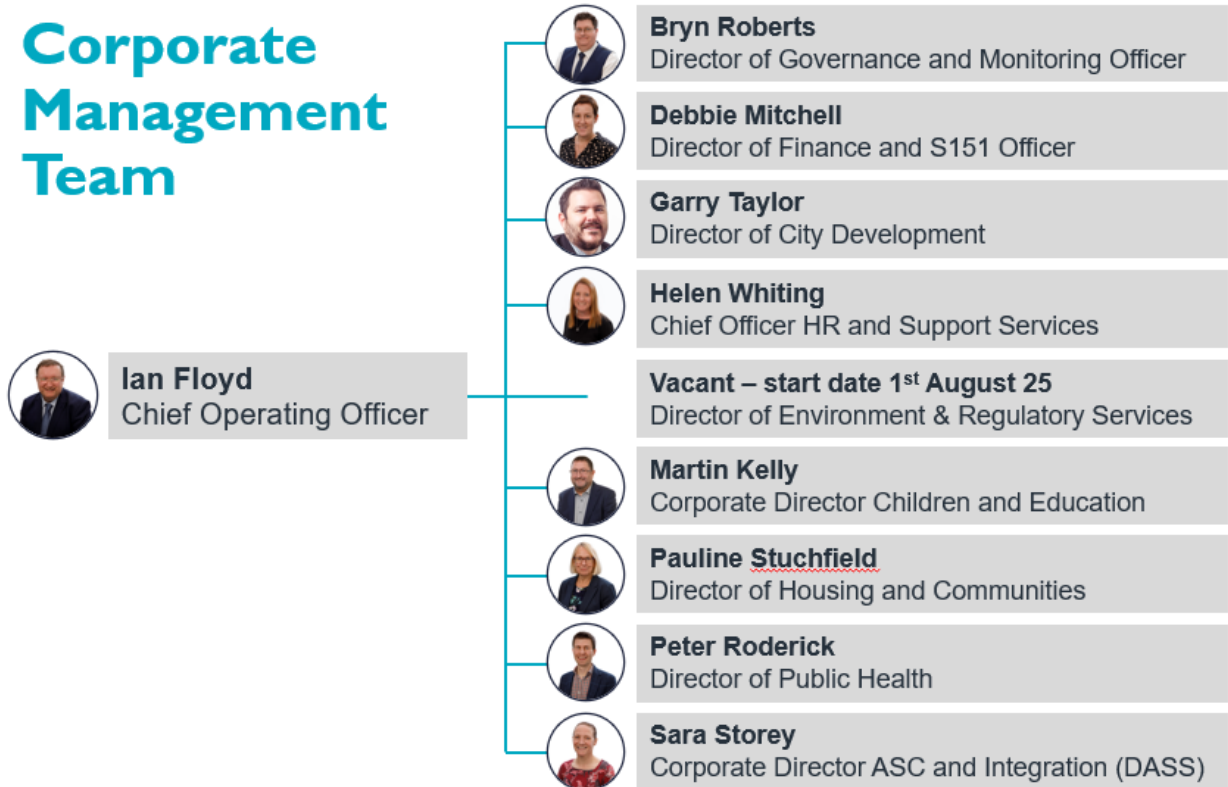 Corporate
Management
Team
Ian Floyd
Chief Operating Officer
Bryn Roberts
Director of Governance and Monitoring Officer
Debbie Mitchell
Director of Finance and S151 Officer
Garry Taylor
Director of City Development
Helen Whiting
Chief Officer HR and Support Services
Vacant – start date 1st August 25
Director of Environment & Regulatory Services
Martin Kelly
Corporate Director Children and Education
Pauline Stuchfield
Director of Housing and Communities
Peter Roderick
Director of Public Health
Sara Storey
Corporate Director ASC and Integration (DASS)